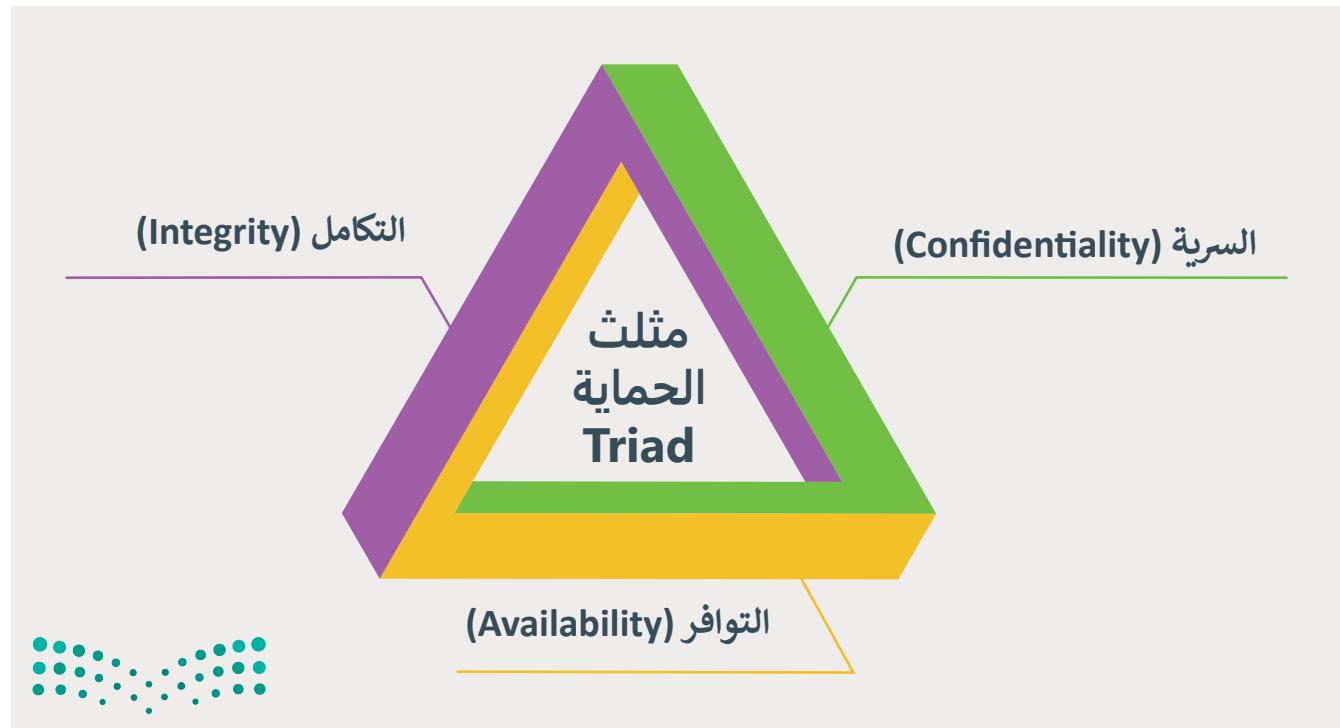 السرية (Confidentiality)
التكامل (Integrity)
مثلث
الحماية
Triad
التوافر (Availability)